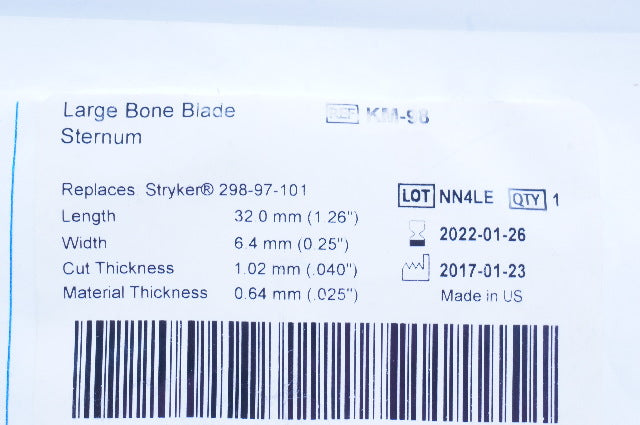 Large Bone Blade
Sternum
REF KM-98
Replaces Stryker® 298-97-101
Length 32.0 mm (1.26")
Width 6.4 mm (0.25")
Cut Thickness 1.02 mm (.040")
Material Thickness 0.64 mm (.025")
LOT NN4LE QTY 1
2022-01-26
2017-01-23
Made in US